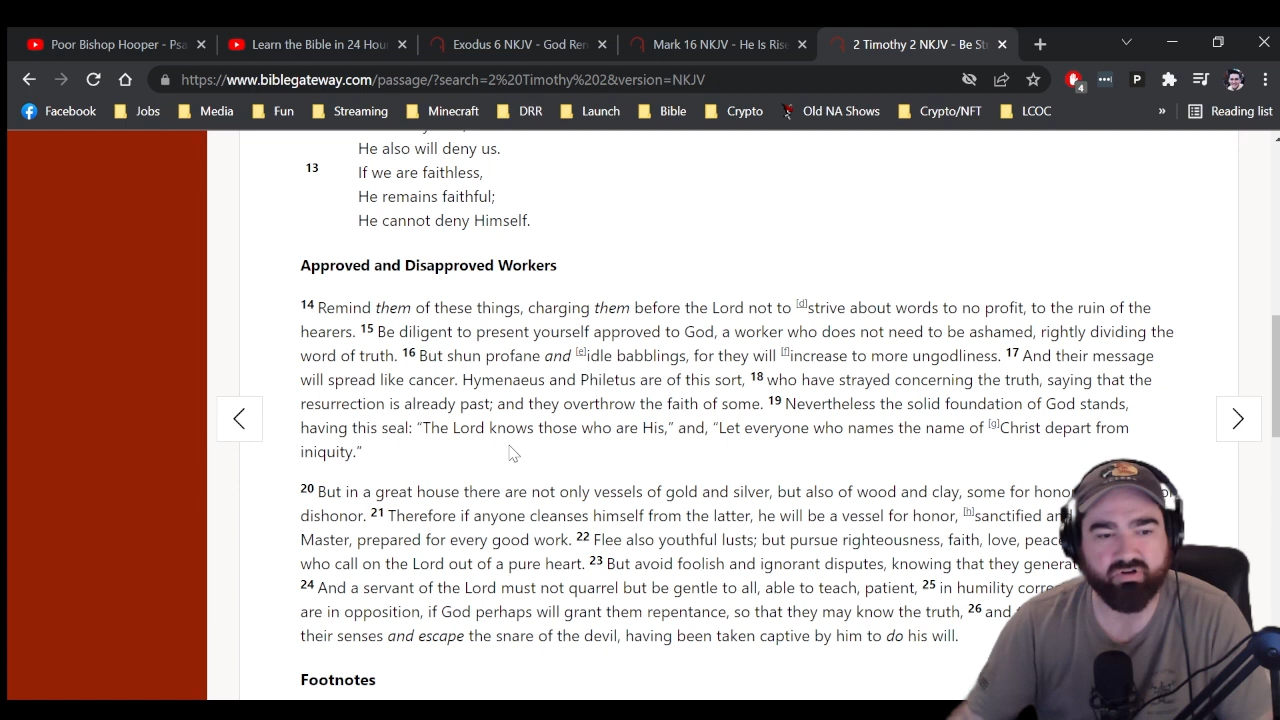 Poor Bishop Hooper - Psa
Learn the Bible in 24 Hour
Exodus 6 NKJV - God Ren
Mark 16 NKJV - He Is Rise
2 Timothy 2 NKJV - Be Str
https://www.biblegateway.com/passage/?search=2%20Timothy%202&version=NKJV
4
P
Facebook Jobs Media Fun Streaming Minecraft DRR Launch Bible Crypto Old NA Shows Crypto/NFT LCOC » Reading list
He also will deny us.
13 If we are faithless,
He remains faithful;
He cannot deny Himself.
Approved and Disapproved Workers
14 Remind them of these things, charging them before the Lord not to [d]strive about words to no profit, to the ruin of the
hearers. 15 Be diligent to present yourself approved to God, a worker who does not need to be ashamed, rightly dividing the
word of truth. 16 But shun profane and [e]idle babblings, for they will [f]increase to more ungodliness. 17 And their message
will spread like cancer. Hymenaeus and Philetus are of this sort, 18 who have strayed concerning the truth, saying that the
resurrection is already past; and they overthrow the faith of some. 19 Nevertheless the solid foundation of God stands,
having this seal: “The Lord knows those who are His,” and, “Let everyone who names the name of [g]Christ depart from
iniquity.”
20 But in a great house there are not only vessels of gold and silver, but also of wood and clay, some for hono
dishonor. 21 Therefore if anyone cleanses himself from the latter, he will be a vessel for honor, [h]sanctified an
Master, prepared for every good work. 22 Flee also youthful lusts; but pursue righteousness, faith, love, peac
who call on the Lord out of a pure heart. 23 But avoid foolish and ignorant disputes, knowing that they genera
24 And a servant of the Lord must not quarrel but be gentle to all, able to teach, patient, 25 in humility corre
are in opposition, if God perhaps will grant them repentance, so that they may know the truth, 26 and
their senses and escape the snare of the devil, having been taken captive by him to do his will.
Footnotes